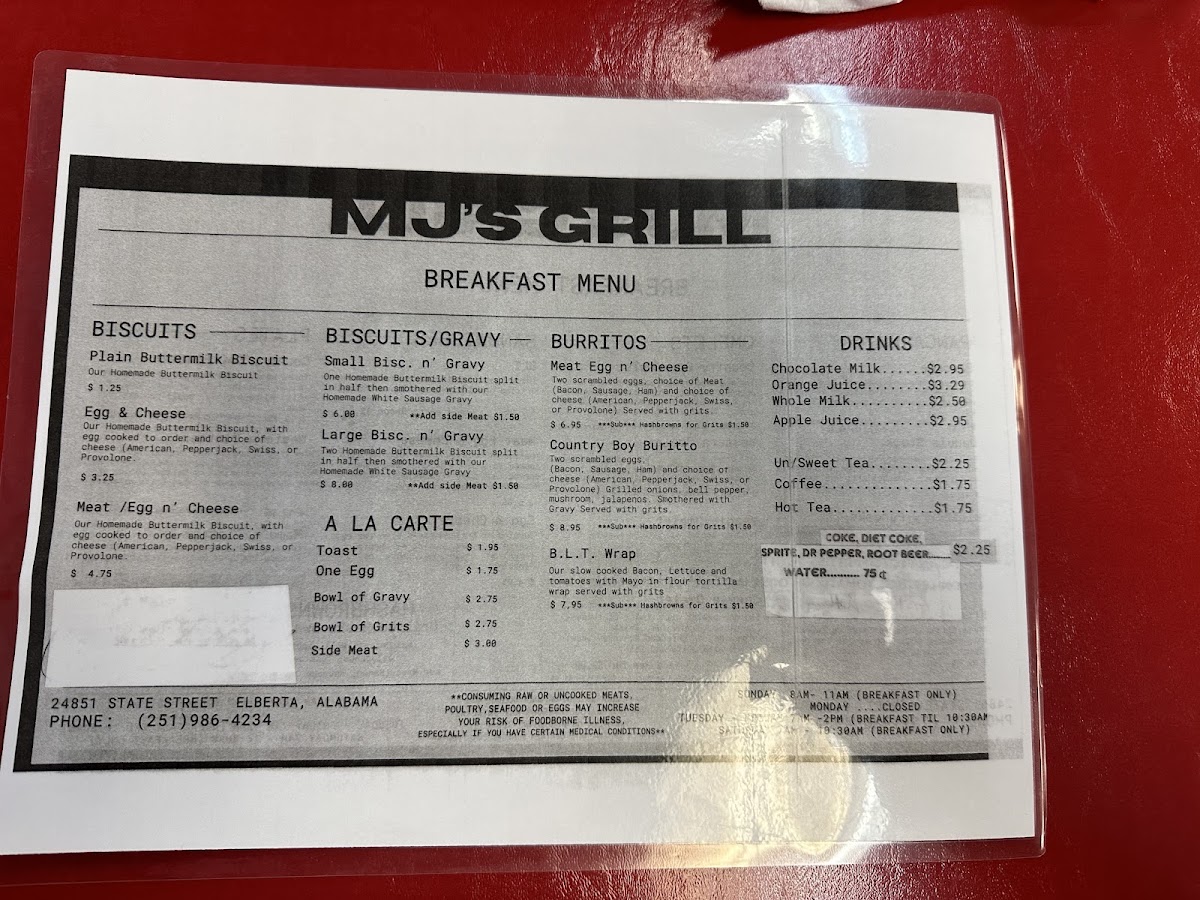 MJ'S GRILL
BREAKFAST MENU
BISCUITS
Plain Buttermilk Biscuit
Our Homemade Buttermilk Biscuit
$ 1.25
Egg & Cheese
Our Homemade Buttermilk Biscuit, with
egg cooked to order and choice of
cheese (American, Pepperjack, Swiss, or
Provolone.
$ 3.25
Meat /Egg n' Cheese
Our Homemade Buttermilk Biscuit, with
egg cooked to order and choice of
cheese (American, Pepperjack, Swiss, or
Provolone.
$ 4.75
BISCUITS/GRAVY
Small Bisc. n' Gravy
One Homemade Buttermilk Biscuit split
in half then smothered with our
Homemade White Sausage Gravy
$ 6.00 **Add side Meat $1.50
Large Bisc. n' Gravy
Two Homemade Buttermilk Biscuit split
in half then smothered with our
Homemade White Sausage Gravy
$ 8.00 **Add side Meat $1.50
A LA CARTE
Toast $ 1.95
One Egg $ 1.75
Bowl of Gravy $ 2.75
Bowl of Grits $ 2.75
Side Meat $ 3.00
BURRITOS
Meat Egg n' Cheese
Two scrambled eggs, choice of Meat
(Bacon, Sausage, Ham) and choice of
cheese (American, Pepperjack, Swiss,
or Provolone) Served with grits.
$ 6.95 ***Sub*** Hashbrowns for Grits $1.50
Country Boy Buritto
Two scrambled eggs,
(Bacon, Sausage, Ham) and choice of
cheese (American, Pepperjack, Swiss, or
Provolone) Grilled onions, bell pepper,
mushroom, jalapenos. Smothered with
Gravy Served with grits.
$ 8.95 ***Sub*** Hashbrowns for Grits $1.50
B.L.T. Wrap
Our slow cooked Bacon, Lettuce and
tomatoes with Mayo in flour tortilla
wrap served with grits
$ 7.95 ***Sub*** Hashbrowns for Grits $1.50
DRINKS
Chocolate Milk......$2.95
Orange Juice........$3.29
Whole Milk..........$2.50
Apple Juice.........$2.95
Un/Sweet Tea........$2.25
Coffee..............$1.75
Hot Tea.............$1.75
COKE, DIET COKE,
SPRITE, DR PEPPER, ROOT BEER........ $2.25
WATER.......... 75¢
24851 STATE STREET ELBERTA, ALABAMA
PHONE: (251)986-4234
**CONSUMING RAW OR UNCOOKED MEATS,
POULTRY,SEAFOOD OR EGGS MAY INCREASE
YOUR RISK OF FOODBORNE ILLNESS,
ESPECIALLY IF YOU HAVE CERTAIN MEDICAL CONDITIONS**
SUNDAY 8AM- 11AM (BREAKFAST ONLY)
MONDAY ....CLOSED
TUESDAY - -2PM (BREAKFAST TIL 10:30AM
10:30AM (BREAKFAST ONLY)